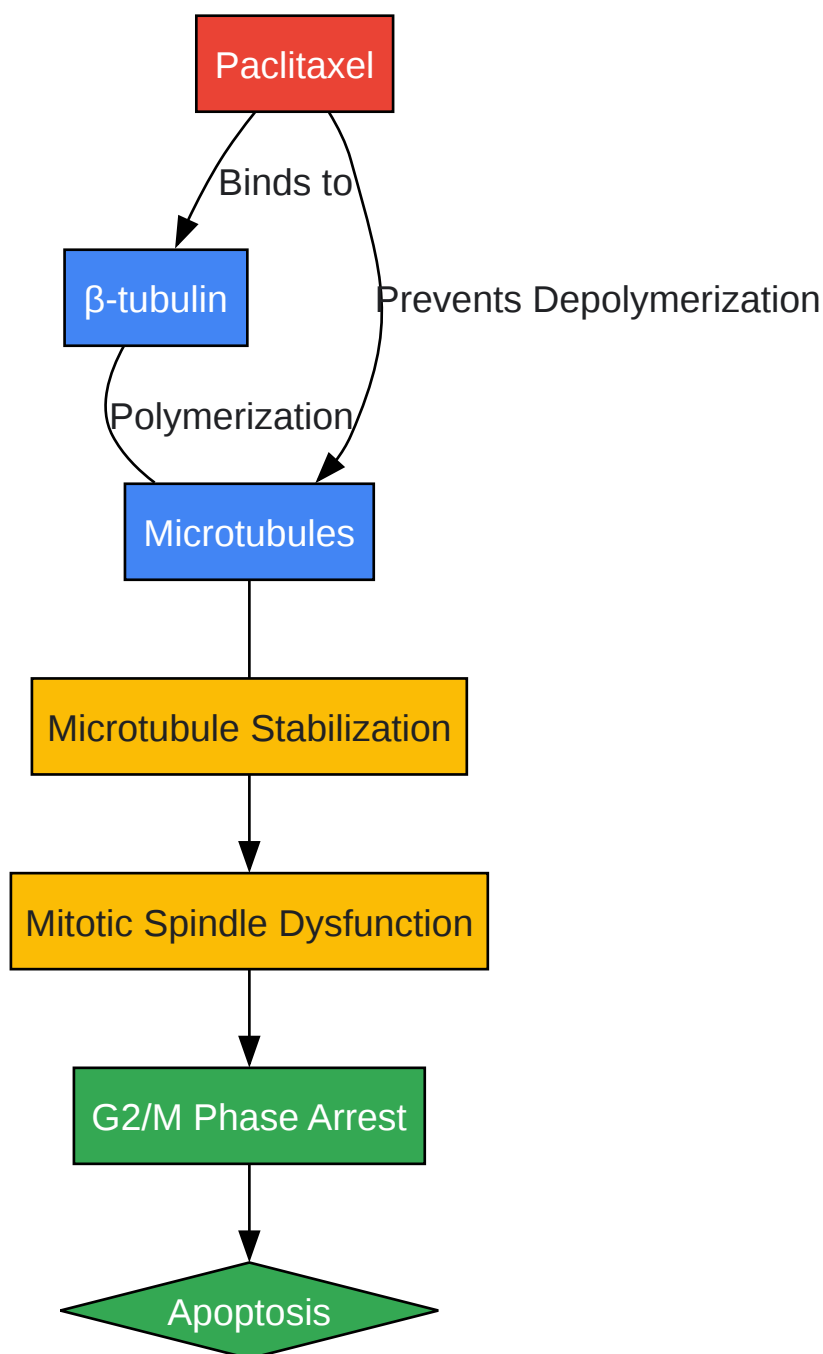 Paclitaxel
Binds to
β-tubulin
Prevents Depolymerization
Polymerization
Microtubules
Microtubule Stabilization
Mitotic Spindle Dysfunction
G2/M Phase Arrest
Apoptosis